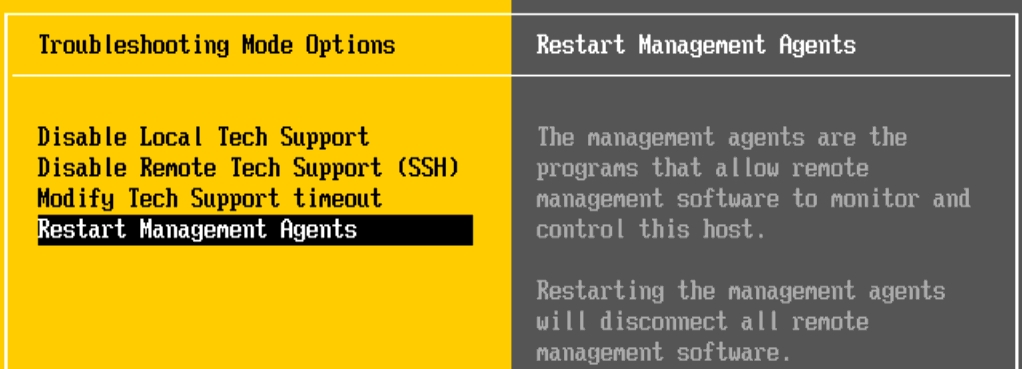 Troubleshooting Mode Options
Disable Local Tech Support
Disable Remote Tech Support (SSH)
Modify Tech Support timeout
Restart Management Agents
Restart Management Agents
The management agents are the
programs that allow remote
management software to monitor and
control this host.
Restarting the management agents
will disconnect all remote
management software.